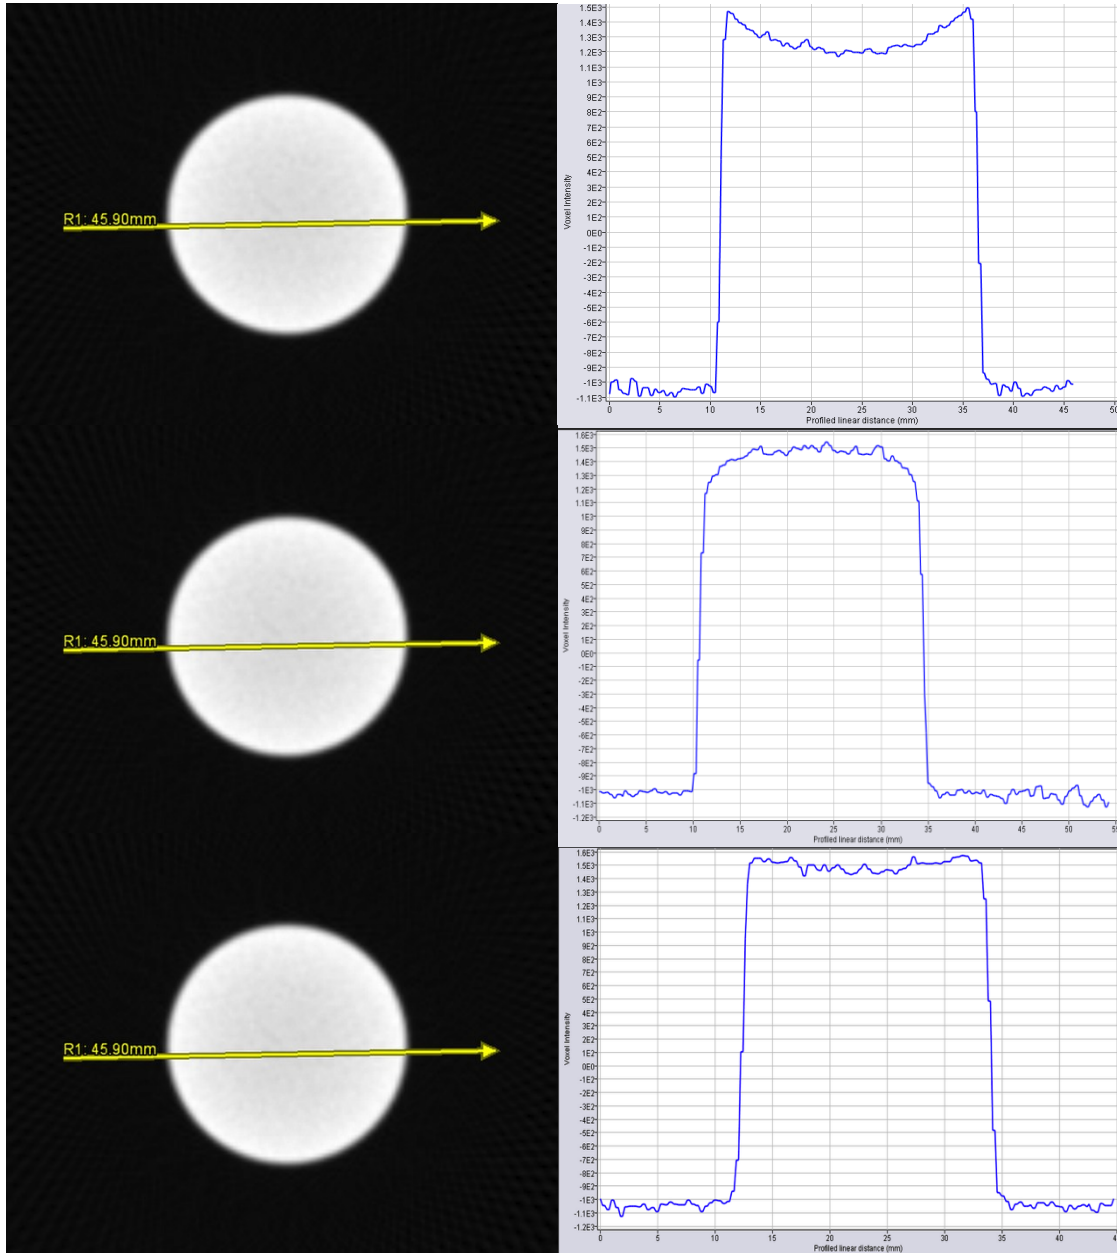 R1: 45.90mm
1.5E3
1.4E3
1.3E3
1.2E3
1.1E3
9E2
8E2
7E2
6E2
5E2
4E2
3E2
2E2
1E2
0E0
-1E2
-2E2
-3E2
-4E2
-5E2
-6E2
-7E2
-8E2
-9E2
-1E3
-1.1E3
Voxel Intensity
0 5 10 15 20 25 30 35 40 45 50
Profiled linear distance (mm)
R1: 45.90mm
1.6E3
1.5E3
1.4E3
1.3E3
1.2E3
1.1E3
9E2
8E2
7E2
6E2
5E2
4E2
3E2
2E2
1E2
0E0
-1E2
-2E2
-3E2
-4E2
-5E2
-6E2
-7E2
-8E2
-9E2
-1E3
-1.1E3
-1.2E3
Voxel Intensity
0 5 10 15 20 25 30 35 40 45 50 55
Profiled linear distance (mm)
R1: 45.90mm
1.6E3
1.5E3
1.4E3
1.3E3
1.2E3
1.1E3
9E2
8E2
7E2
6E2
5E2
4E2
3E2
2E2
1E2
0E0
-1E2
-2E2
-3E2
-4E2
-5E2
-6E2
-7E2
-8E2
-9E2
-1E3
-1.1E3
-1.2E3
Voxel Intensity
0 5 10 15 20 25 30 35 40 45
Profiled linear distance (mm)